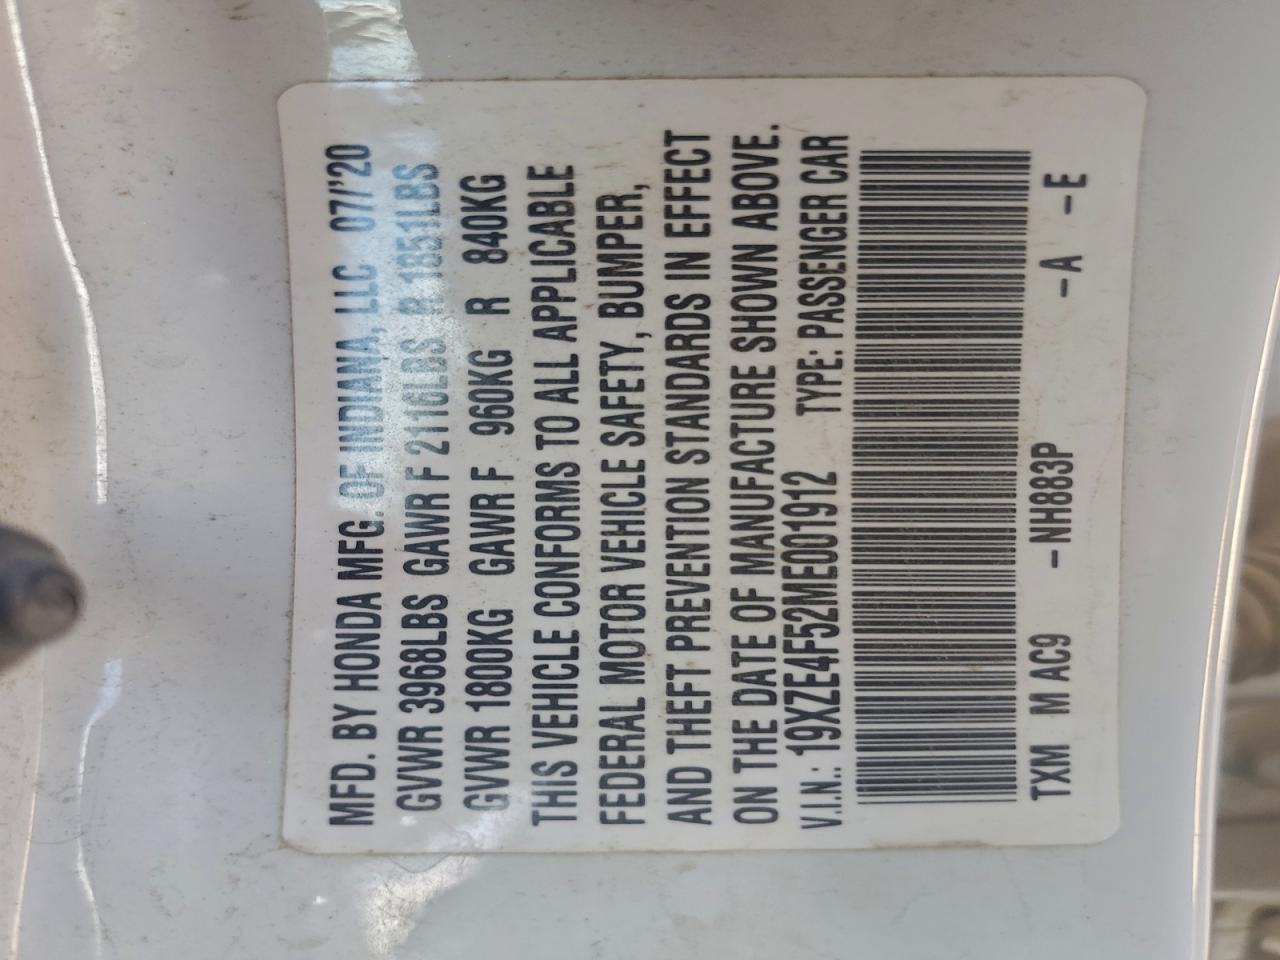 MFD. BY HONDA MFG. OF INDIANA, LLC 07/'20
GVWR 3968LBS GAWR F 2116LBS R 1851LBS
GVWR 1800KG GAWR F 960KG R 840KG
THIS VEHICLE CONFORMS TO ALL APPLICABLE
FEDERAL MOTOR VEHICLE SAFETY, BUMPER,
AND THEFT PREVENTION STANDARDS IN EFFECT
ON THE DATE OF MANUFACTURE SHOWN ABOVE.
V.I.N.: 19XZE4F52ME001912 TYPE: PASSENGER CAR
TXM M AC9 -NH883P -A -E